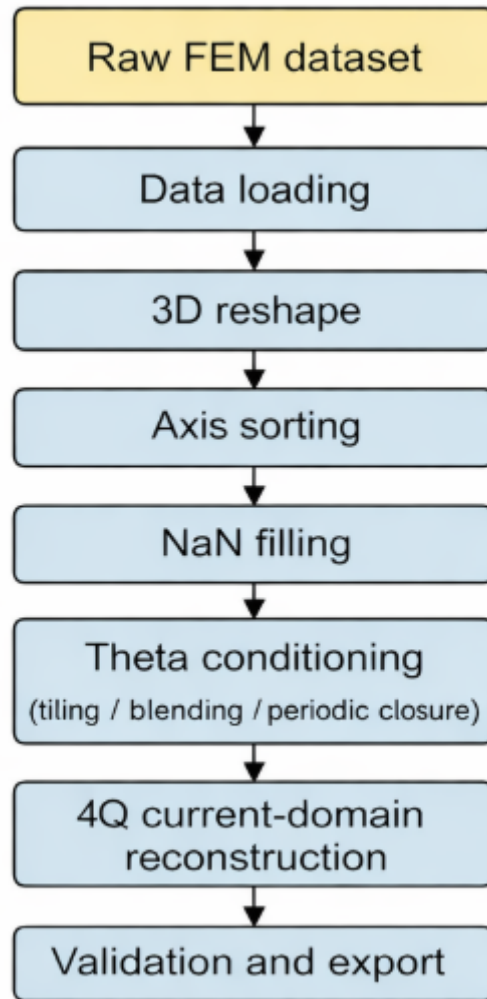 Raw FEM dataset
Data loading
3D reshape
Axis sorting
NaN filling
Theta conditioning
(tiling / blending / periodic closure)
4Q current-domain
reconstruction
Validation and export